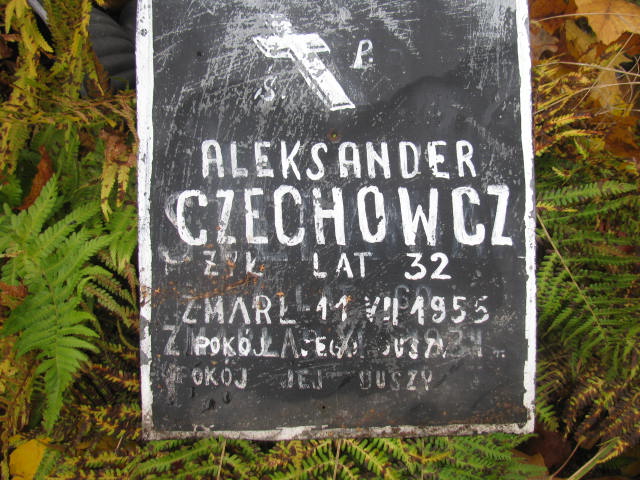 Ś. P.
ALEKSANDER
CZECHOWCZ
ŻYŁ LAT 32
ZMARŁ 11 VII 1955
POKÓJ JEGO DUSZY
POKÓJ JEJ DUSZY